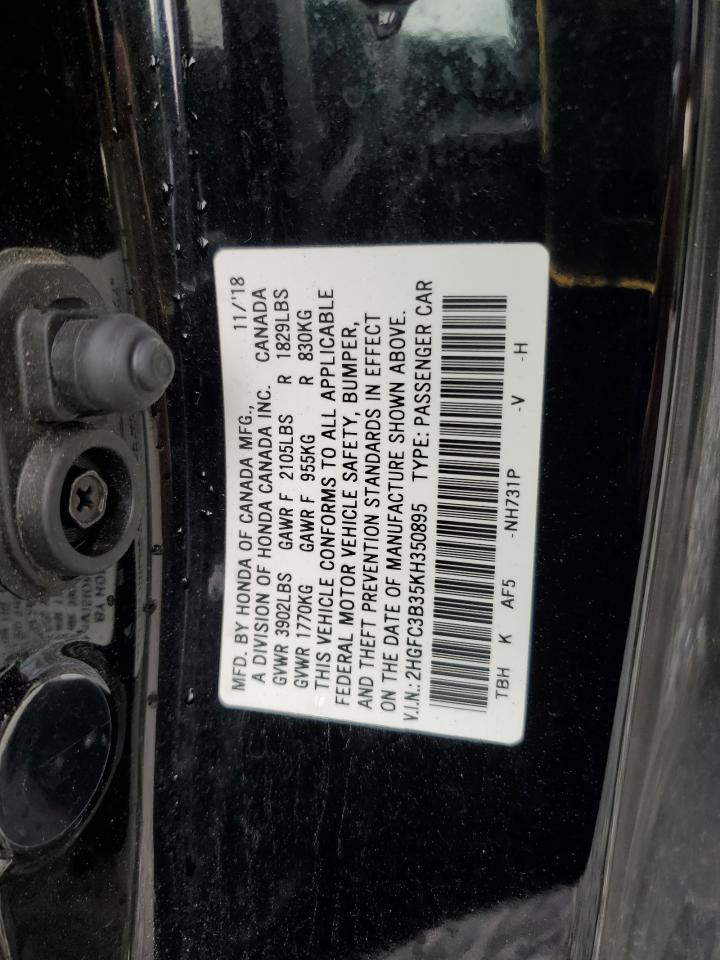 MFD. BY HONDA OF CANADA MFG., 11/'18
A DIVISION OF HONDA CANADA INC. CANADA
GVWR 3902LBS GAWR F 2105LBS R 1829LBS
GVWR 1770KG GAWR F 955KG R 830KG
THIS VEHICLE CONFORMS TO ALL APPLICABLE
FEDERAL MOTOR VEHICLE SAFETY, BUMPER,
AND THEFT PREVENTION STANDARDS IN EFFECT
ON THE DATE OF MANUFACTURE SHOWN ABOVE.
V.I.N.: 2HGFC3B35KH350895 TYPE: PASSENGER CAR
TBH K AF5 -NH731P -V -H